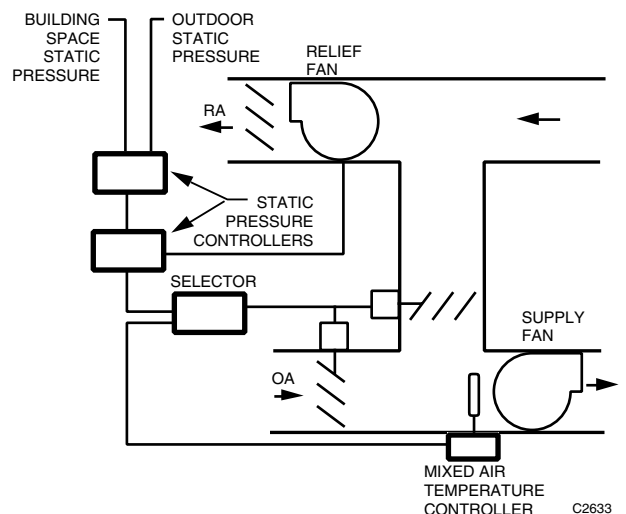 BUILDING
SPACE
STATIC
PRESSURE
OUTDOOR
STATIC
PRESSURE
RELIEF
FAN
RA
STATIC
PRESSURE
CONTROLLERS
SELECTOR
SUPPLY
FAN
OA
MIXED AIR
TEMPERATURE
CONTROLLER
C2633